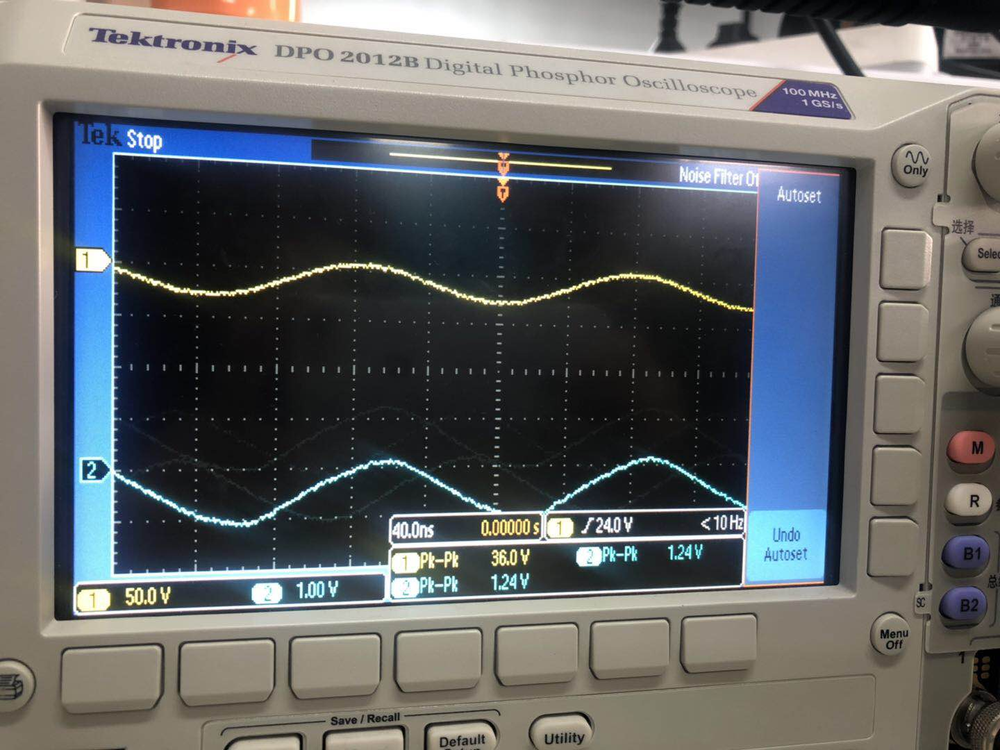 Tektronix DPO 2012B Digital Phosphor Oscilloscope
100 MHz
1 GS/s
Tek Stop
Noise Filter
Autoset
Only
选择
1
2
M
R
40.0ns 0.00000 s 1 24.0 V <10 Hz
1 Pk-Pk 36.0 V 2 Pk-Pk 1.24 V
2 Pk-Pk 1.24 V
Undo
Autoset
B1
1 50.0 V 2 1.00 V
B2
SC
Menu
Off
1
Save / Recall
Default
Utility